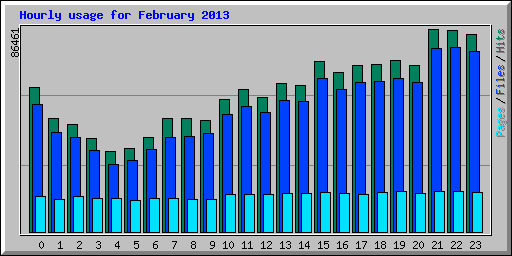 Hourly usage for February 2013
86461
Pages / Files / Hits
0 1 2 3 4 5 6 7 8 9 10 11 12 13 14 15 16 17 18 19 20 21 22 23